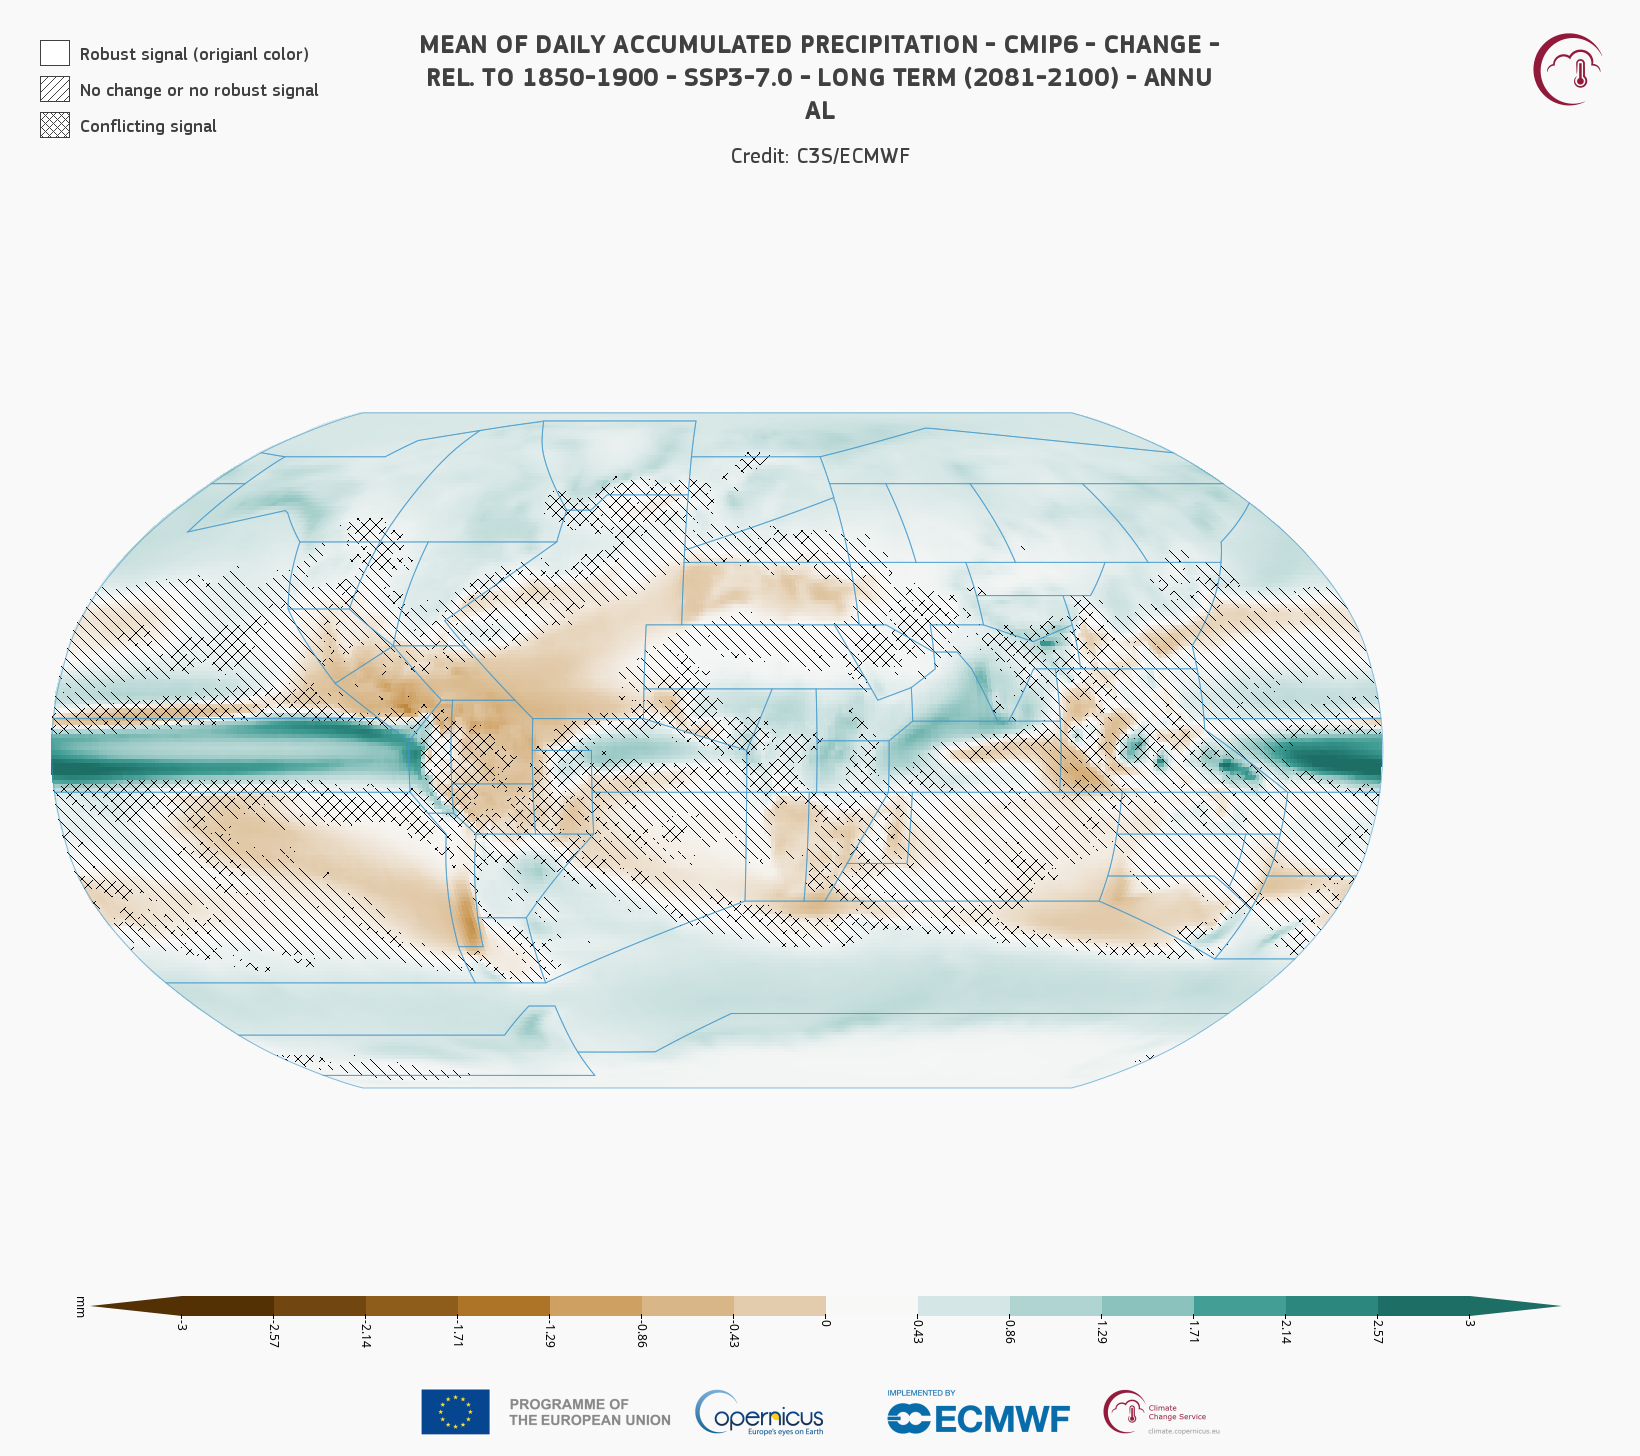 Robust signal (origianl color)
No change or no robust signal
Conflicting signal
MEAN OF DAILY ACCUMULATED PRECIPITATION - CMIP6 - CHANGE -
REL. TO 1850-1900 - SSP3-7.0 - LONG TERM (2081-2100) - ANNU
AL
Credit: C3S/ECMWF
mm
-3
-2.57
-2.14
-1.71
-1.29
-0.86
-0.43
0
0.43
0.86
1.29
1.71
2.14
2.57
3
PROGRAMME OF
THE EUROPEAN UNION
opernicus
Europe's eyes on Earth
IMPLEMENTED BY
ECMWF
Climate
Change Service
climate.copernicus.eu